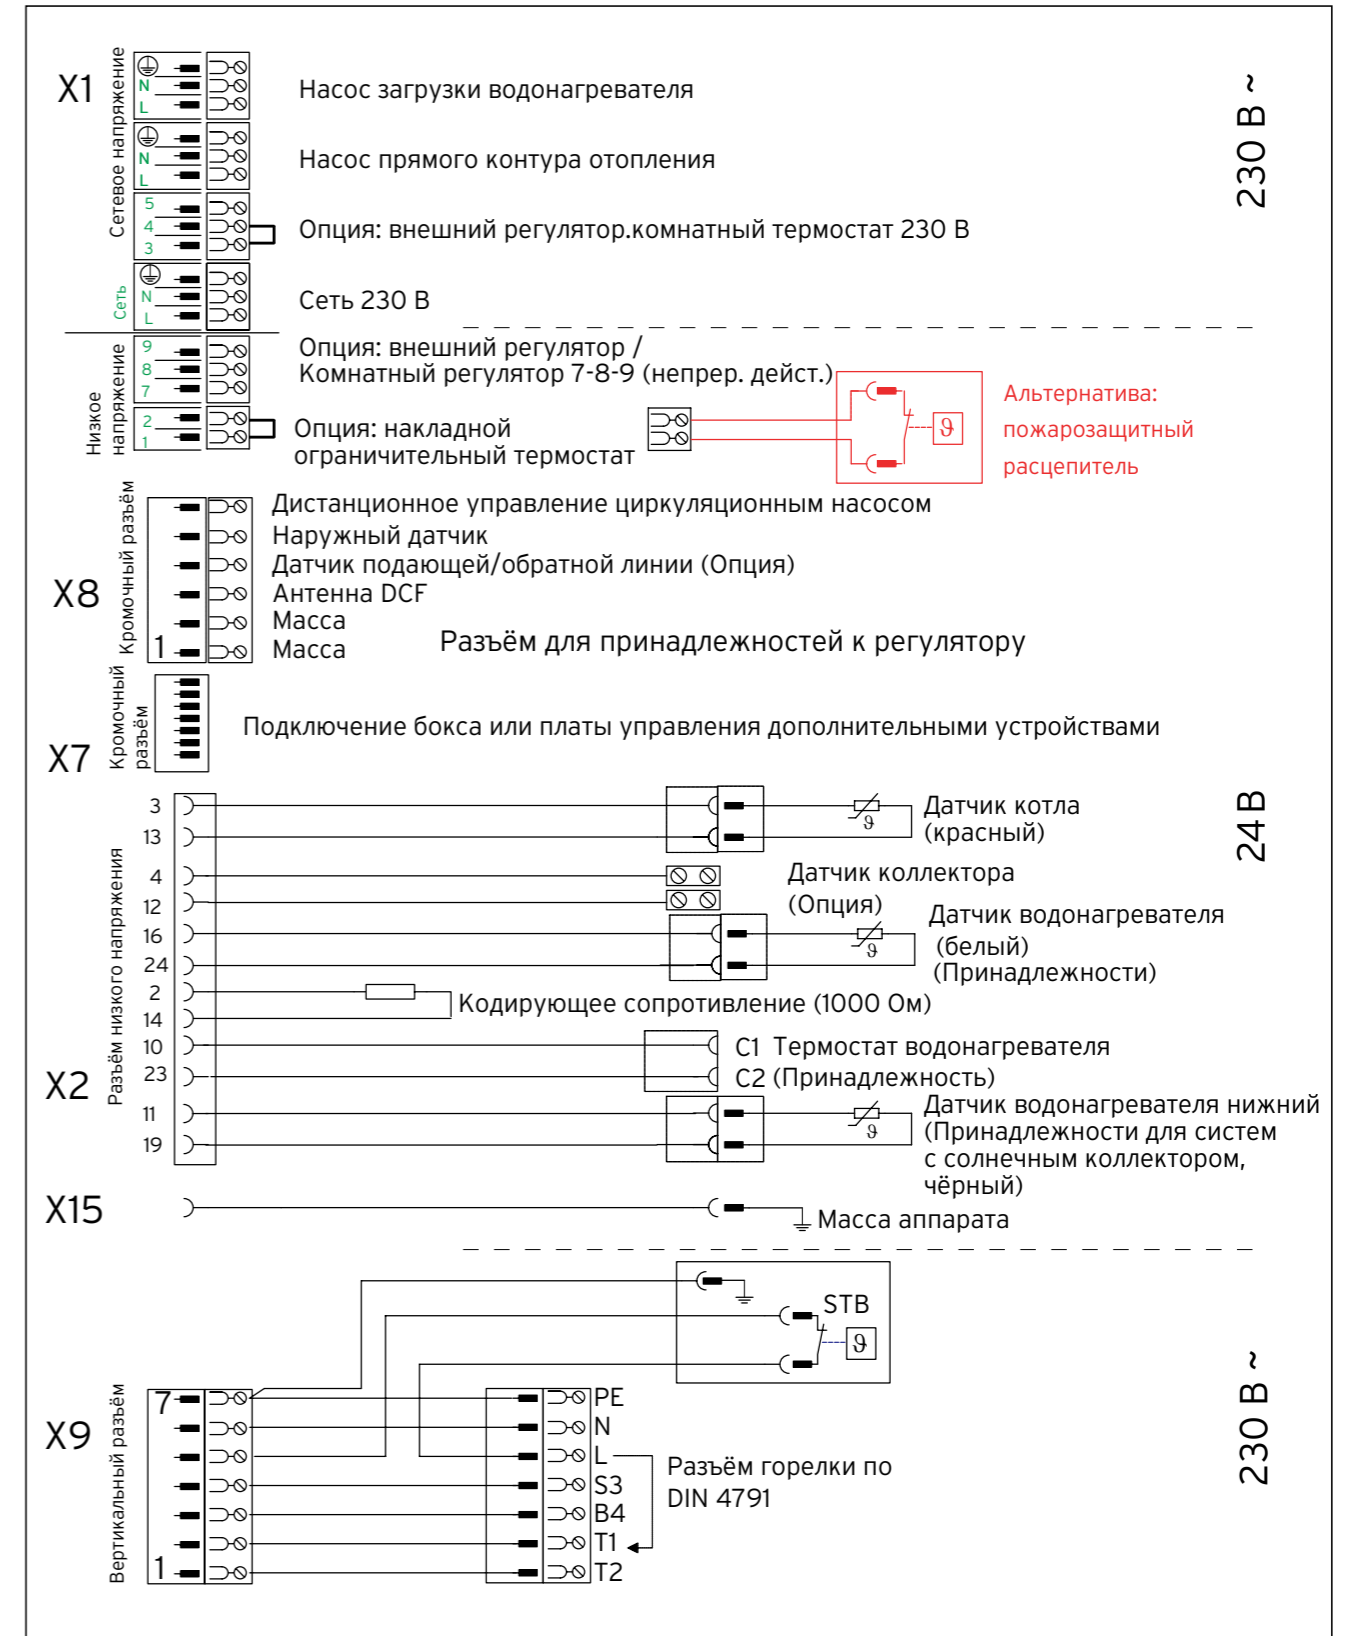 X1
Сетевое напряжение
N
L
Насос загрузки водонагревателя
N
L
Насос прямого контура отопления
5
4
3
Опция: внешний регулятор.комнатный термостат 230 В
Сеть
N
L
Сеть 230 В
230 В ~
Низкое
напряжение
9
8
7
Опция: внешний регулятор /
Комнатный регулятор 7-8-9 (непрер. дейст.)
2
1
Опция: накладной
ограничительный термостат
ϑ
Альтернатива:
пожарозащитный
расцепитель
X8
Кромочный разъём
1
Дистанционное управление циркуляционным насосом
Наружный датчик
Датчик подающей/обратной линии (Опция)
Антенна DCF
Масса
Масса
Разъём для принадлежностей к регулятору
X7
Кромочный
разъём
Подключение бокса или платы управления дополнительными устройствами
24 В
X2
Разъём низкого напряжения
3
13
ϑ
Датчик котла
(красный)
4
12
Датчик коллектора
(Опция)
16
24
ϑ
Датчик водонагревателя
(белый)
(Принадлежности)
2
14
Кодирующее сопротивление (1000 Ом)
10
23
C1 Термостат водонагревателя
C2 (Принадлежность)
11
19
ϑ
Датчик водонагревателя нижний
(Принадлежности для систем
с солнечным коллектором,
чёрный)
X15
Масса аппарата
STB
ϑ
X9
Вертикальный разъём
7
1
PE
N
L
S3
B4
T1
T2
Разъём горелки по
DIN 4791
230 В ~